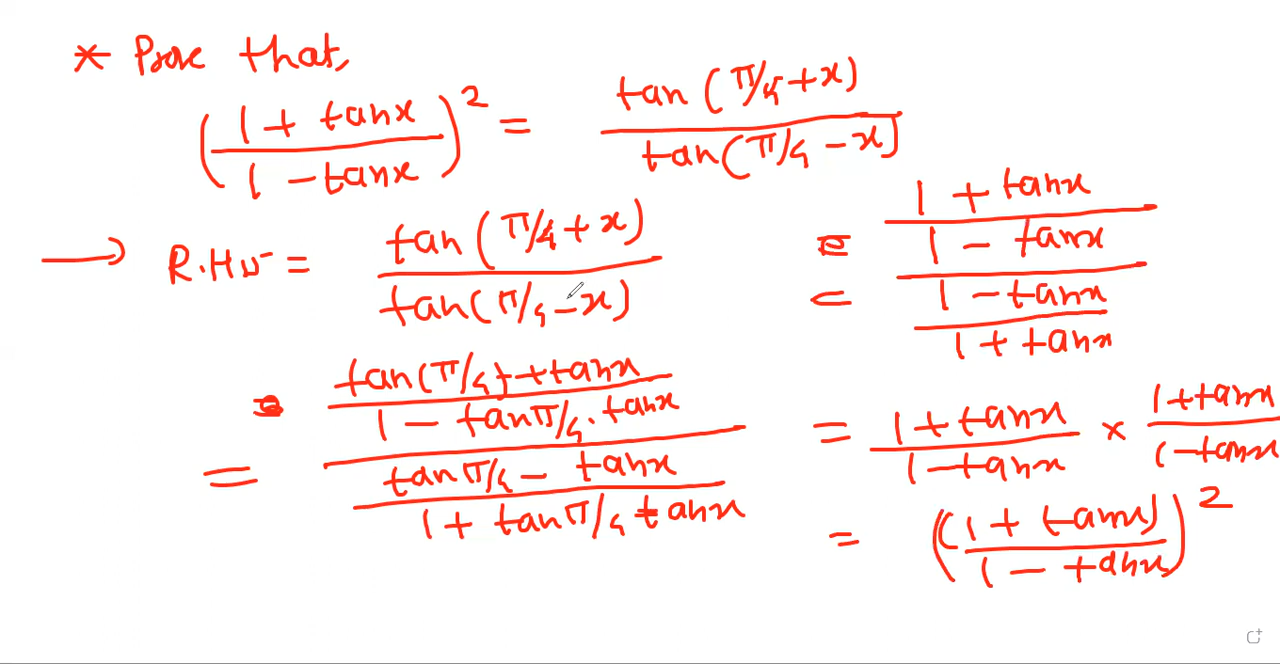 * Prove that,
((1 + tanx)/(1 - tanx))^2 = tan(π/4+x)/tan(π/4-x)
→ R.H.S = tan(π/4+x)/tan(π/4-x)
= ((tan(π/4)+tanx)/(1 - tanπ/4.tanx))/((tanπ/4 - tanx)/(1 + tanπ/4 tanx))
= ((1 + tanx)/(1 - tanx))/((1 - tanx)/(1 + tanx))
= (1 + tanx)/(1 - tanx) × (1+tanx)/(1-tanx)
= ((1 + tanx)/(1 - tanx))^2